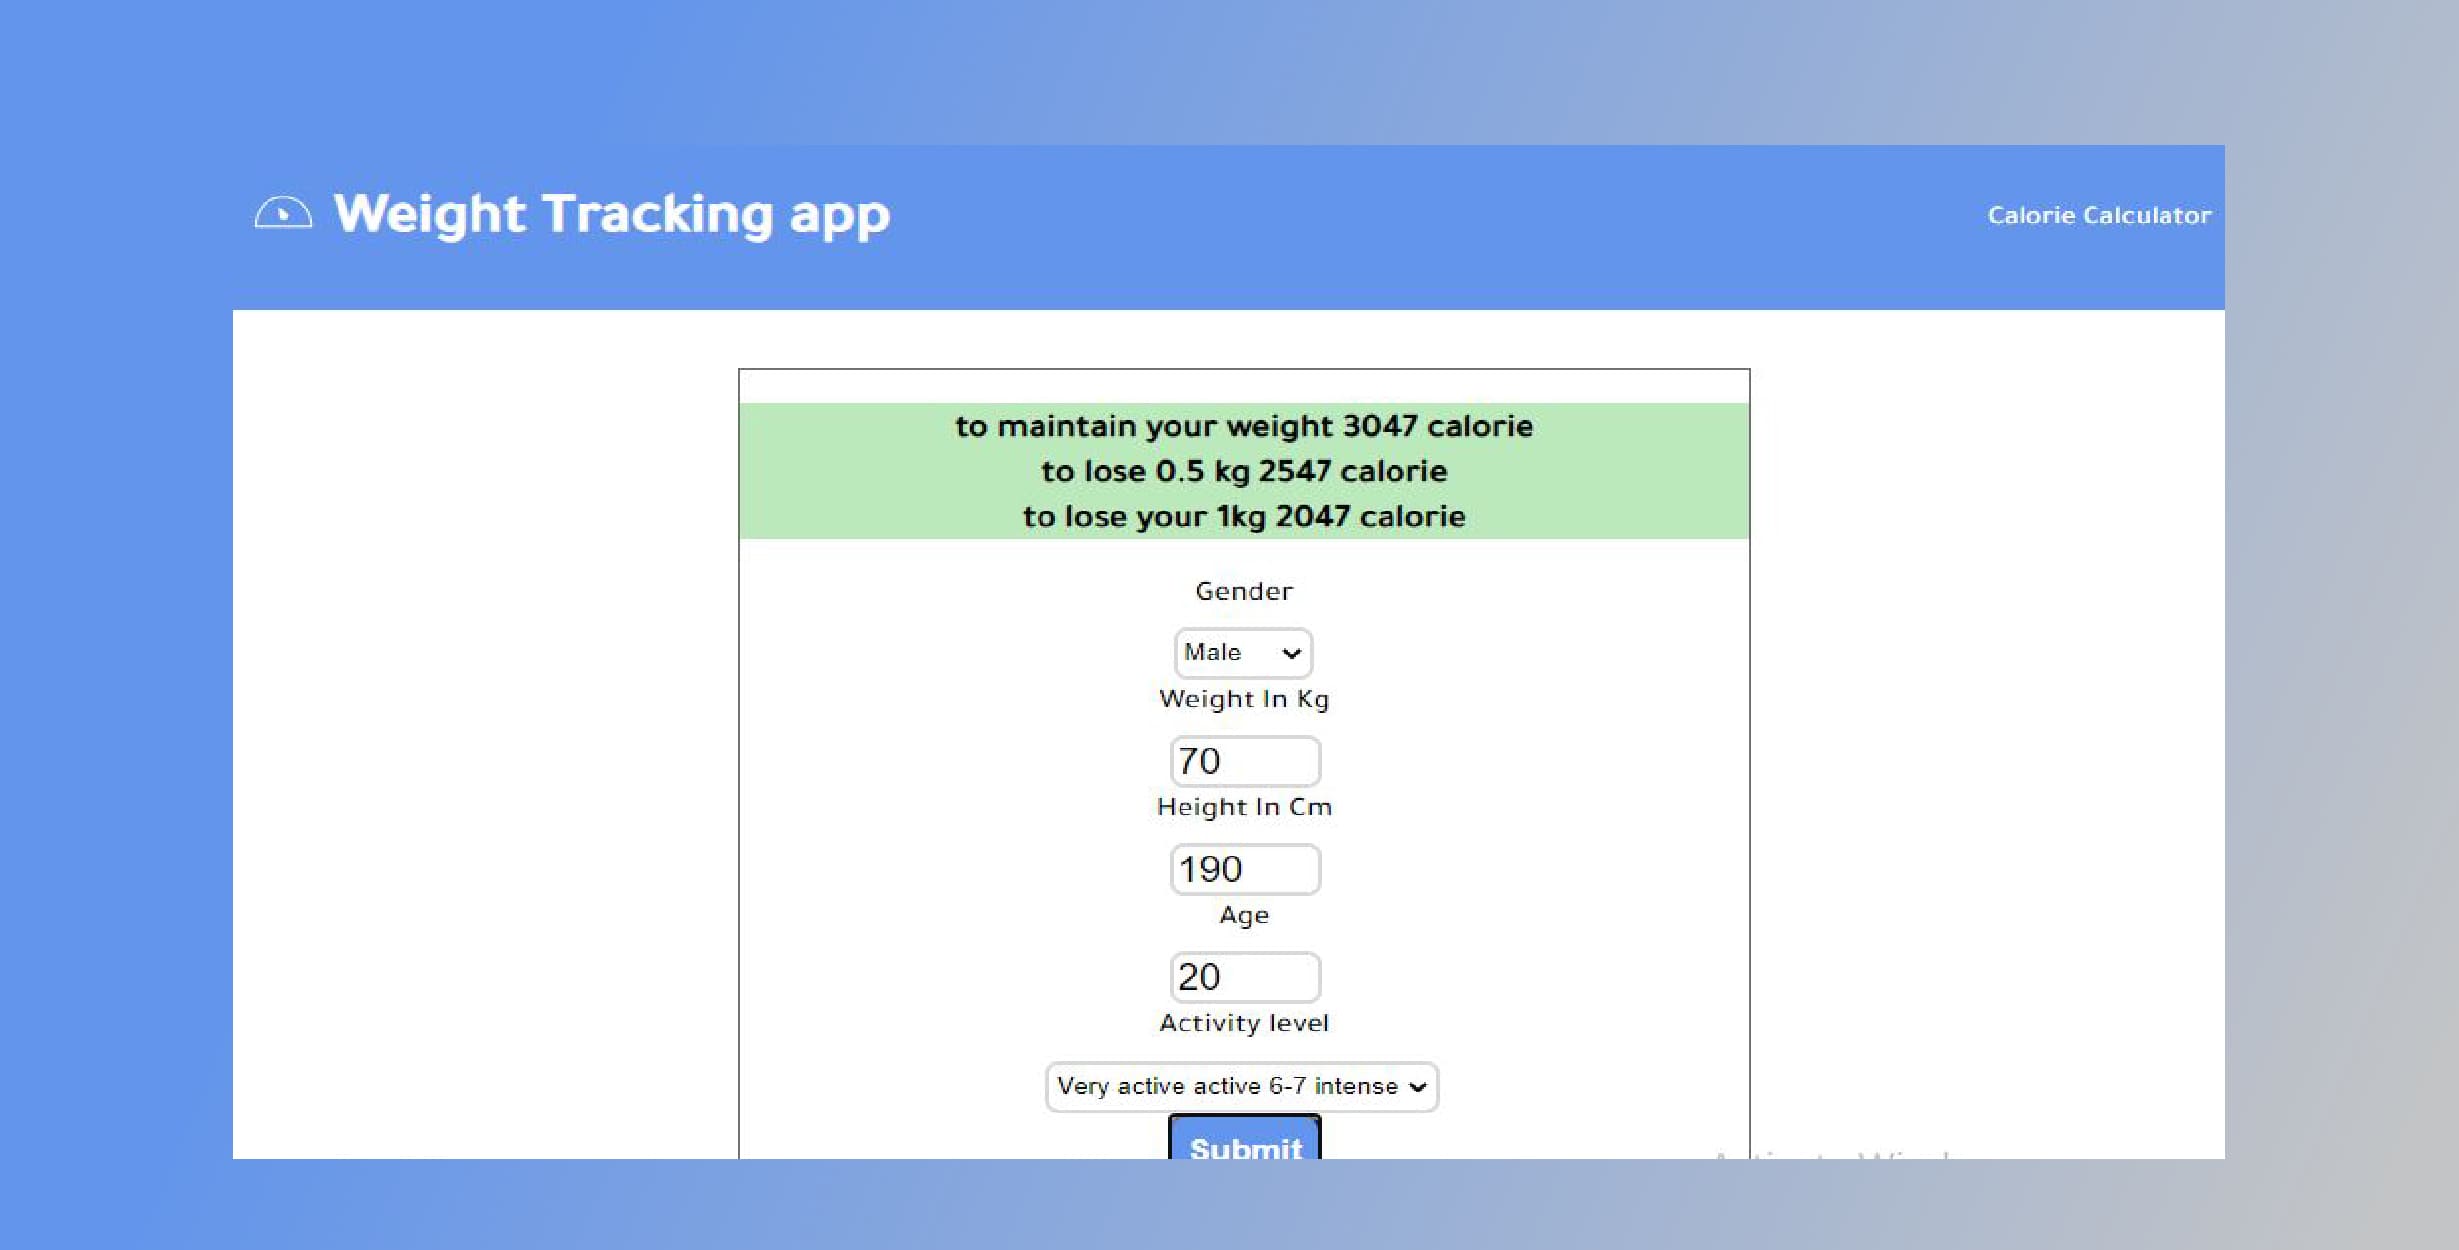 Weight Tracking app
Calorie Calculator
to maintain your weight 3047 calorie
to lose 0.5 kg 2547 calorie
to lose your 1kg 2047 calorie
Gender
Male
Weight In Kg
70
Height In Cm
190
Age
20
Activity level
Very active active 6-7 intense
Submit